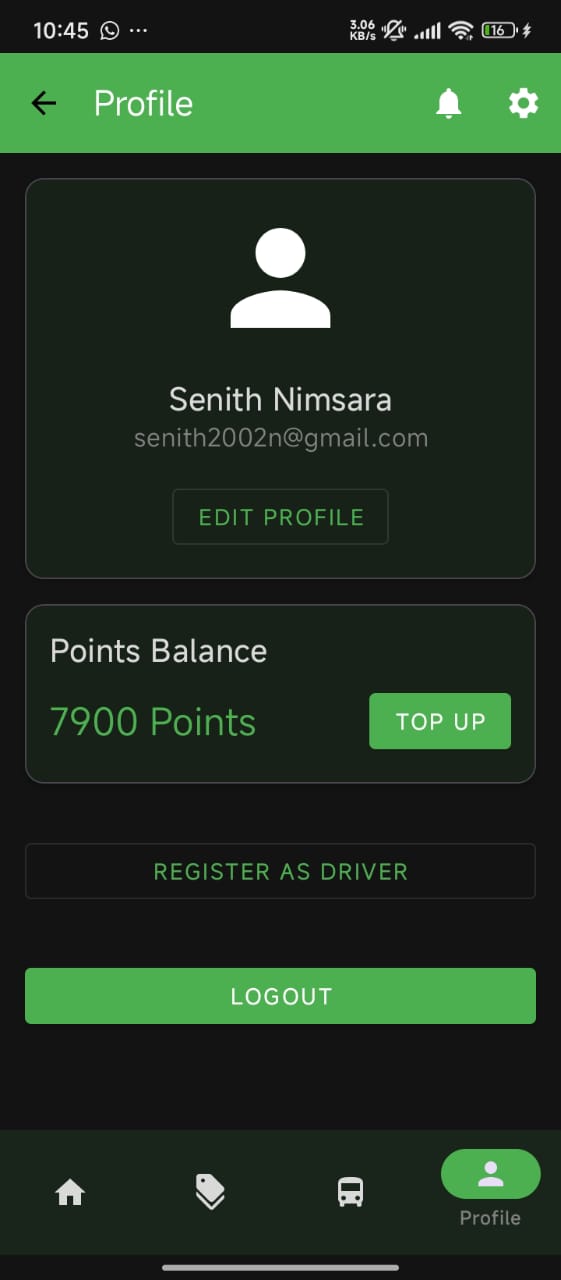 10:45 ...
3.06
KB/s
16
Profile
Senith Nimsara
senith2002n@gmail.com
EDIT PROFILE
Points Balance
7900 Points
TOP UP
REGISTER AS DRIVER
LOGOUT
Profile